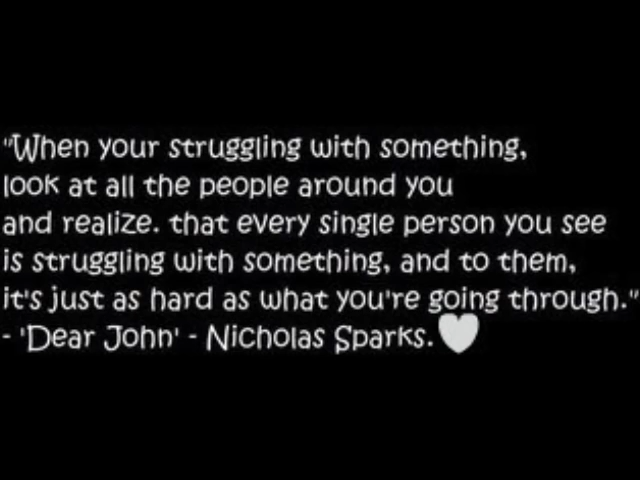 "When your struggling with something,
look at all the people around you
and realize. that every single person you see
is struggling with something, and to them,
it's just as hard as what you're going through."
- 'Dear John' - Nicholas Sparks.